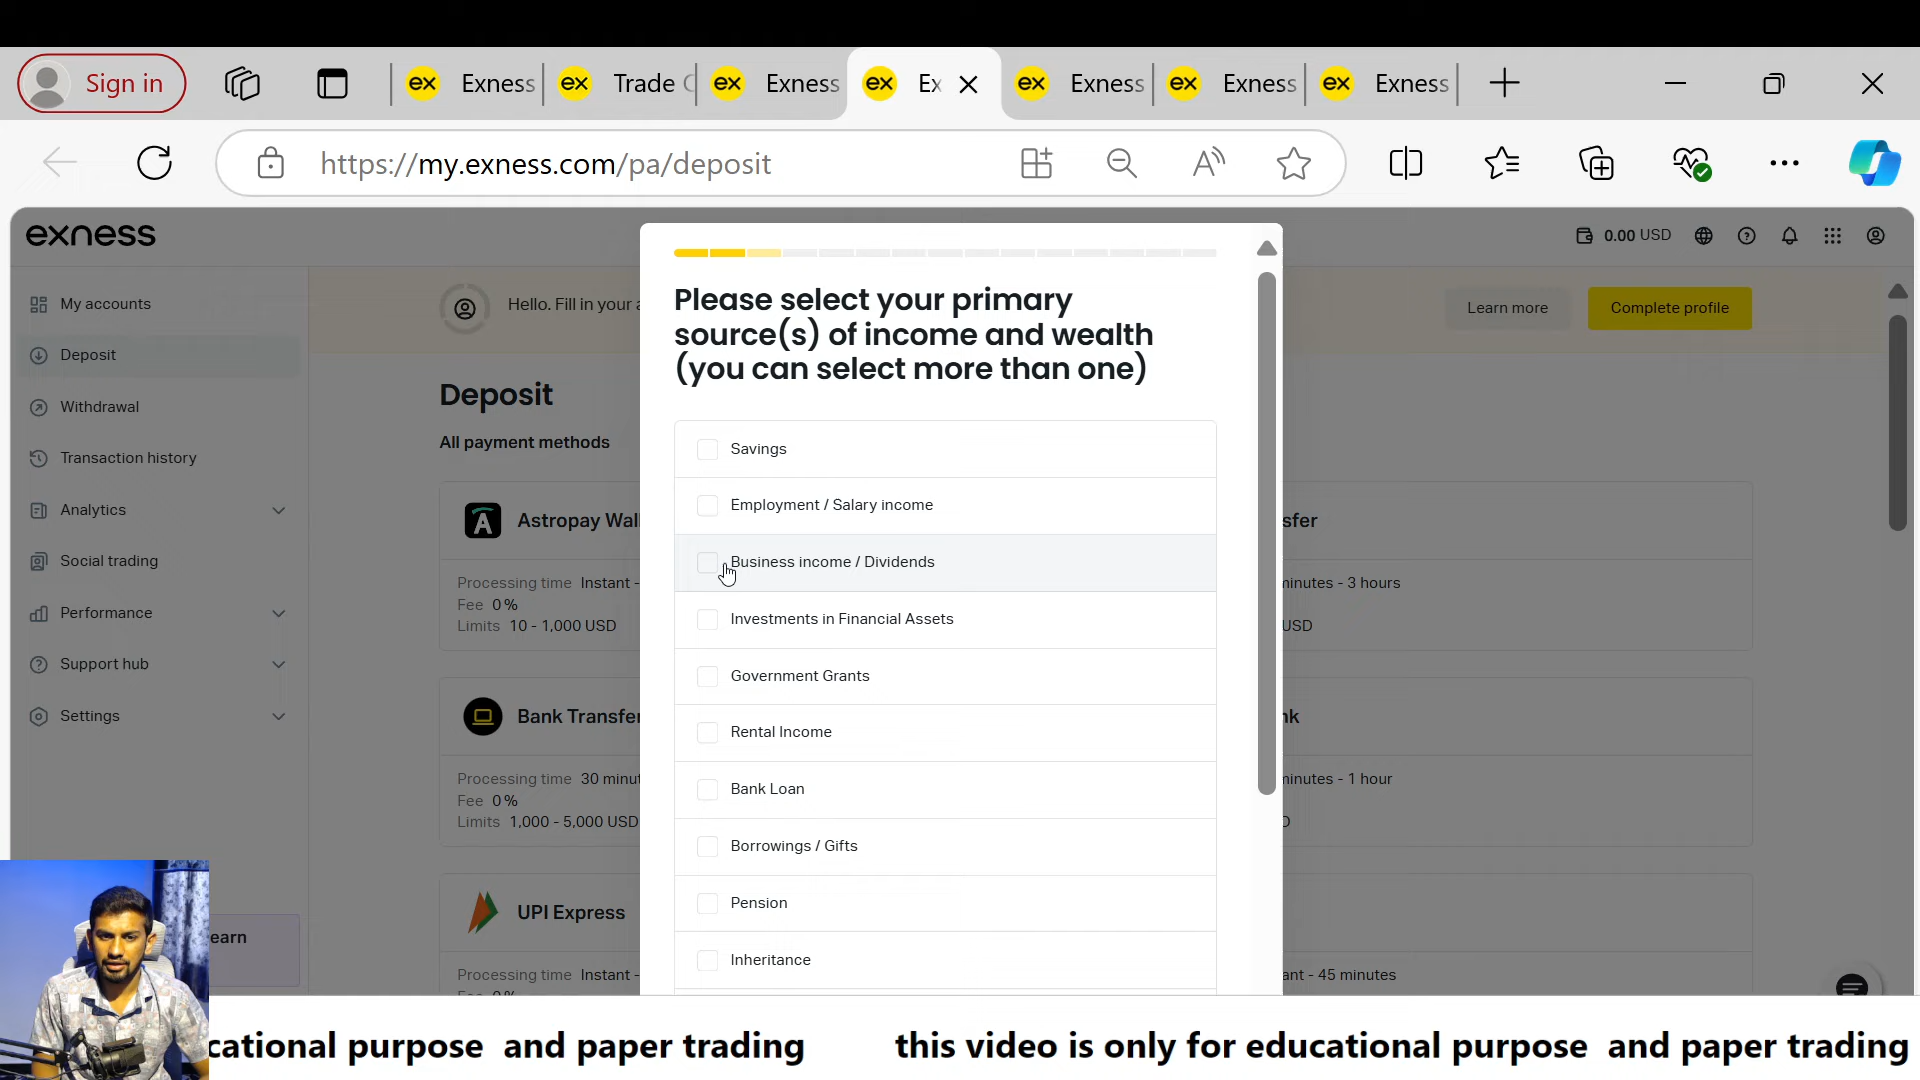 Sign in
ex Exness
ex Trade
ex Exness
ex Ex
ex Exness
ex Exness
ex Exness
https://my.exness.com/pa/deposit
exness
0.00 USD
My accounts
Deposit
Withdrawal
Transaction history
Analytics
Social trading
Performance
Support hub
Settings
earn
Hello. Fill in your a
Learn more
Complete profile
Deposit
All payment methods
Astropay Wal
Processing time Instant -
Fee 0%
Limits 10 - 1,000 USD
Bank Transfer
Processing time 30 minut
Fee 0%
Limits 1,000 - 5,000 USD
UPI Express
Processing time Instant -
Please select your primary
source(s) of income and wealth
(you can select more than one)
Savings
Employment / Salary income
Business income / Dividends
Investments in Financial Assets
Government Grants
Rental Income
Bank Loan
Borrowings / Gifts
Pension
Inheritance
sfer
minutes - 3 hours
USD
nk
minutes - 1 hour
D
ant - 45 minutes
cational purpose and paper trading this video is only for educational purpose and paper trading